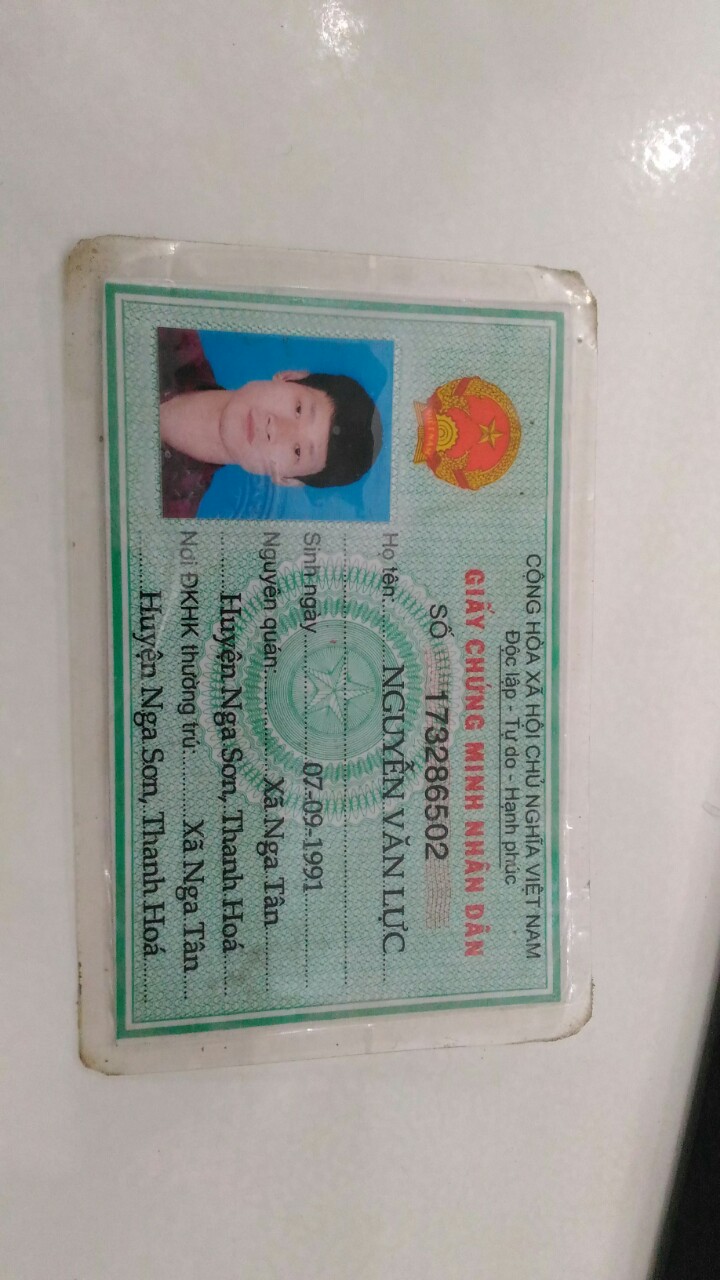 CỘNG HÒA XÃ HỘI CHỦ NGHĨA VIỆT NAM
Độc lập - Tự do - Hạnh phúc
GIẤY CHỨNG MINH NHÂN DÂN
SỐ 173286502
Họ tên: NGUYỄN VĂN LỰC
Sinh ngày 07-09-1991
Nguyên quán: Xã Nga Tân
Huyện Nga Sơn, Thanh Hoá
Nơi ĐKHK thường trú: Xã Nga Tân
Huyện Nga Sơn, Thanh Hoá
VIỆT NAM